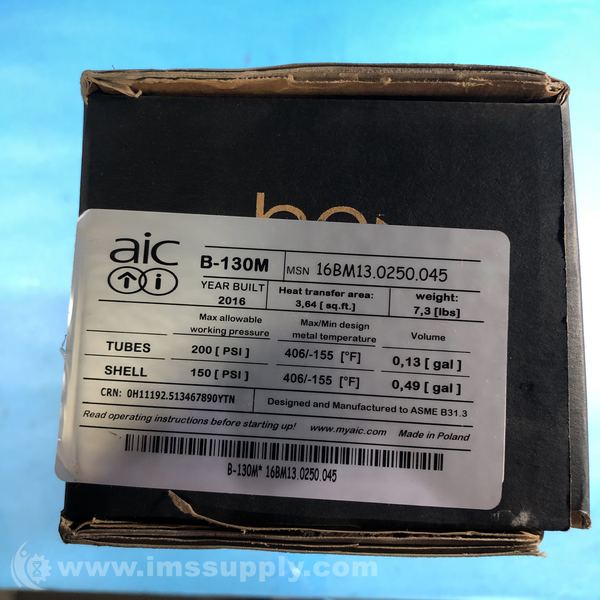 aic
B-130M
MSN 16BM13.0250.045
YEAR BUILT
2016
Heat transfer area:
3,64 [ sq.ft.]
weight:
7,3 [lbs]
Max allowable
working pressure
Max/Min design
metal temperature
Volume
TUBES 200 [ PSI ] 406/-155 [°F] 0,13 [ gal ]
SHELL 150 [ PSI ] 406/-155 [°F] 0,49 [ gal ]
CRN: 0H11192.513467890YTN
Designed and Manufactured to ASME B31.3
Read operating instructions before starting up! www.myaic.com Made in Poland
B-130M* 16BM13.0250.045
www.imssupply.com